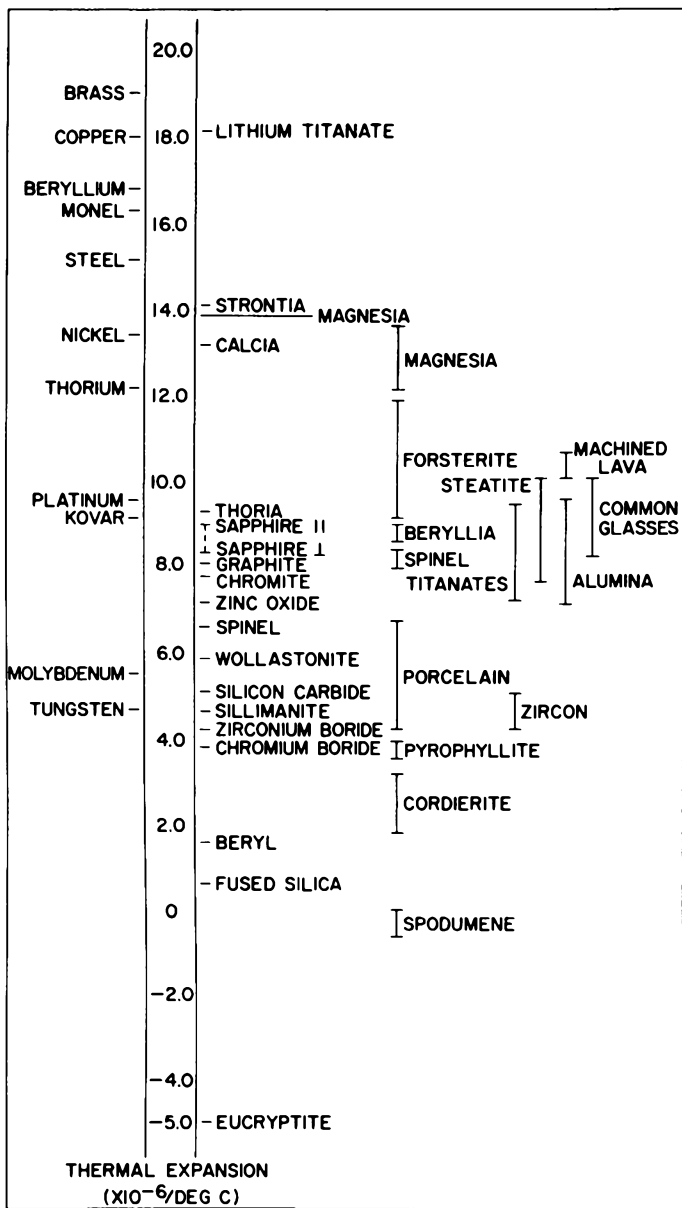 20.0
BRASS
COPPER 18.0 LITHIUM TITANATE
BERYLLIUM
MONEL 16.0
STEEL
14.0 STRONTIA
MAGNESIA
NICKEL CALCIA
MAGNESIA
THORIUM 12.0
MACHINED
LAVA
FORSTERITE
10.0 STEATITE
PLATINUM THORIA
KOVAR SAPPHIRE II
COMMON
GLASSES
BERYLLIA
SAPPHIRE ⊥
8.0 GRAPHITE SPINEL
CHROMITE TITANATES ALUMINA
ZINC OXIDE
SPINEL
6.0 WOLLASTONITE
MOLYBDENUM PORCELAIN
SILICON CARBIDE
TUNGSTEN SILLIMANITE ZIRCON
ZIRCONIUM BORIDE
4.0 CHROMIUM BORIDE PYROPHYLLITE
CORDIERITE
2.0
BERYL
FUSED SILICA
0
SPODUMENE
-2.0
-4.0
-5.0 EUCRYPTITE
THERMAL EXPANSION
(X10-6/DEG C)